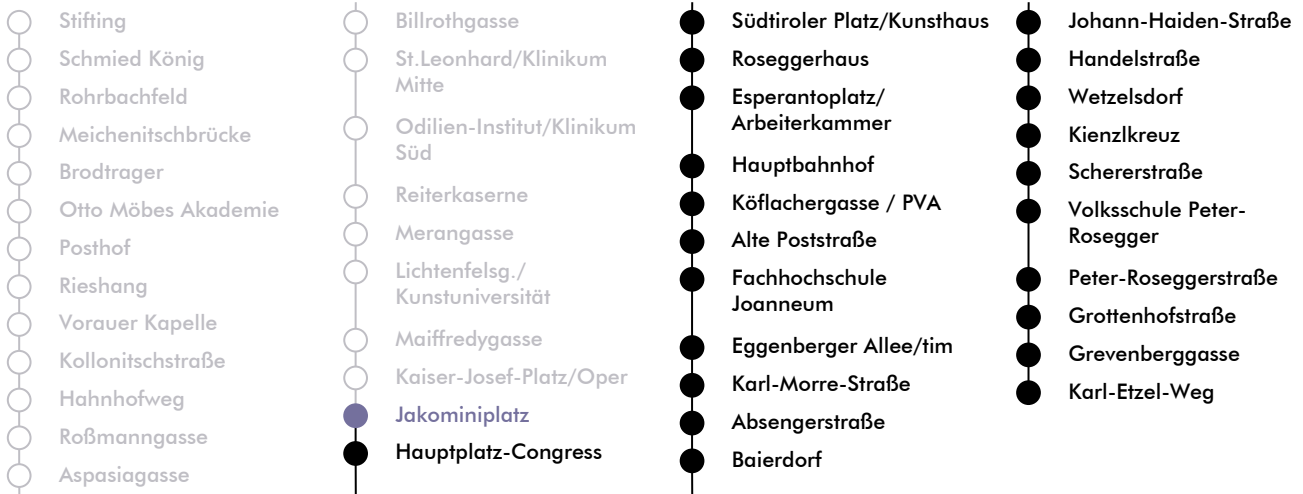 Stifting
Schmied König
Rohrbachfeld
Meichenitschbrücke
Brodtrager
Otto Möbes Akademie
Posthof
Rieshang
Vorauer Kapelle
Kollonitschstraße
Hahnhofweg
Roßmanngasse
Aspasiagasse
Billrothgasse
St.Leonhard/Klinikum
Mitte
Odilien-Institut/Klinikum
Süd
Reiterkaserne
Merangasse
Lichtenfelsg./
Kunstuniversität
Maiffredygasse
Kaiser-Josef-Platz/Oper
Jakominiplatz
Hauptplatz-Congress
Südtiroler Platz/Kunsthaus
Roseggerhaus
Esperantoplatz/
Arbeiterkammer
Hauptbahnhof
Köflachergasse / PVA
Alte Poststraße
Fachhochschule
Joanneum
Eggenberger Allee/tim
Karl-Morre-Straße
Absengerstraße
Baierdorf
Johann-Haiden-Straße
Handelstraße
Wetzelsdorf
Kienzlkreuz
Schererstraße
Volksschule Peter-
Rosegger
Peter-Roseggerstraße
Grottenhofstraße
Grevenberggasse
Karl-Etzel-Weg